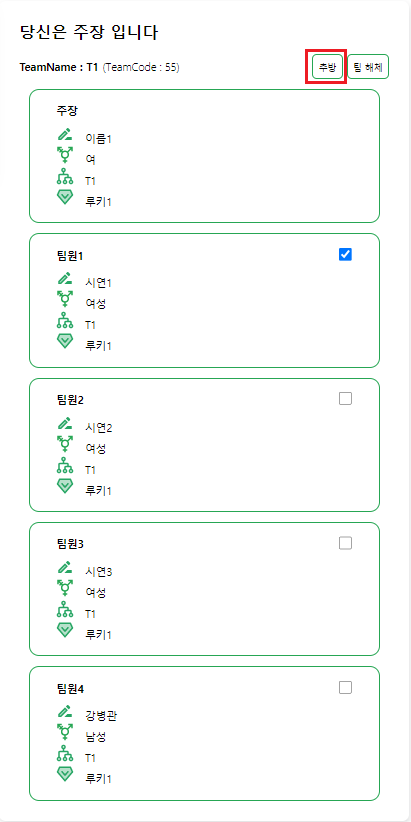 당신은 주장 입니다
TeamName : T1 (TeamCode : 55) 추방 팀 해체
주장
이름1
여
T1
루키1
팀원1
시연1
여성
T1
루키1
팀원2
시연2
여성
T1
루키1
팀원3
시연3
여성
T1
루키1
팀원4
강병관
남성
T1
루키1